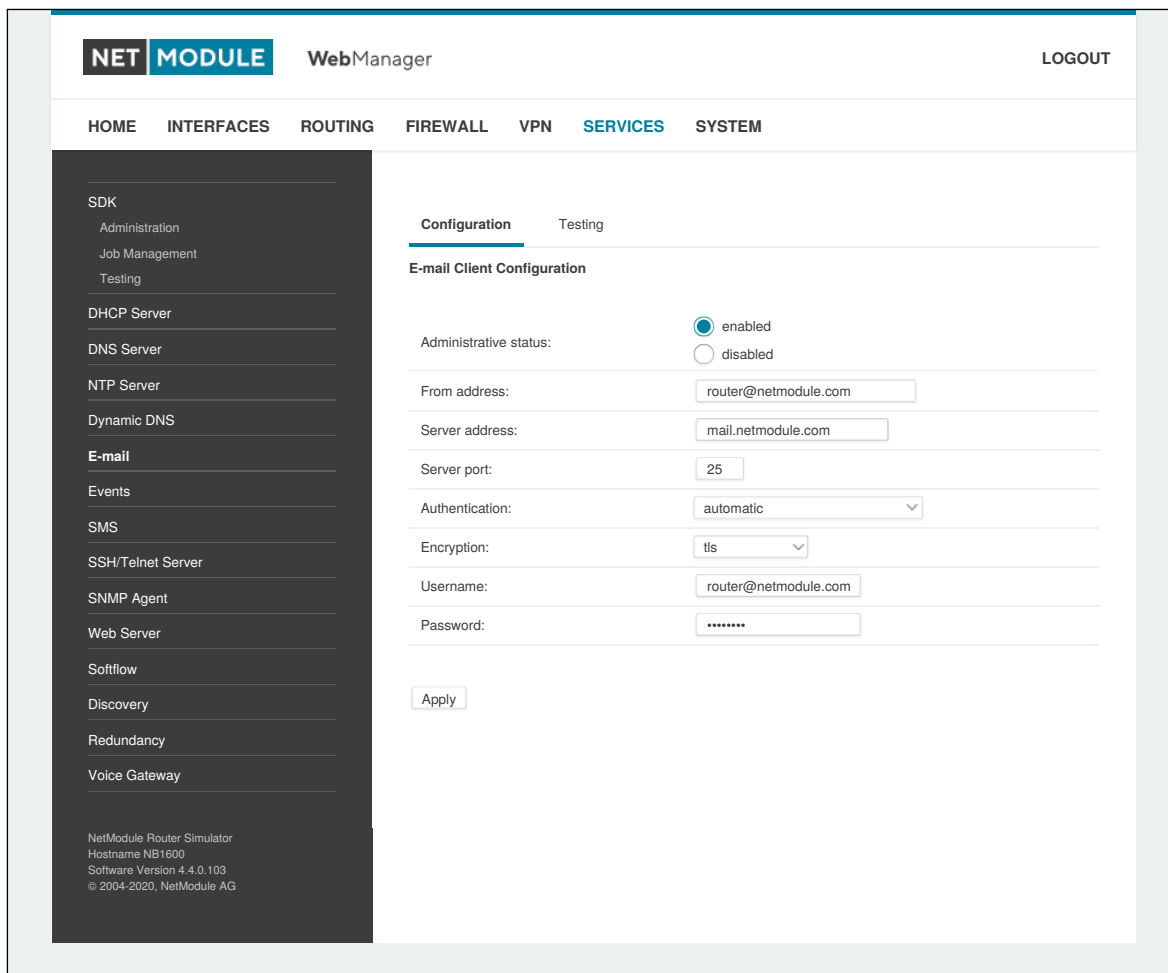 NET MODULE WebManager LOGOUT
HOME INTERFACES ROUTING FIREWALL VPN SERVICES SYSTEM
SDK
Administration
Job Management
Testing
DHCP Server
DNS Server
NTP Server
Dynamic DNS
E-mail
Events
SMS
SSH/Telnet Server
SNMP Agent
Web Server
Softflow
Discovery
Redundancy
Voice Gateway
NetModule Router Simulator
Hostname NB1600
Software Version 4.4.0.103
© 2004-2020, NetModule AG
Configuration Testing
E-mail Client Configuration
Administrative status: enabled
disabled
From address: router@netmodule.com
Server address: mail.netmodule.com
Server port: 25
Authentication: automatic
Encryption: tls
Username: router@netmodule.com
Password: ••••••••
Apply